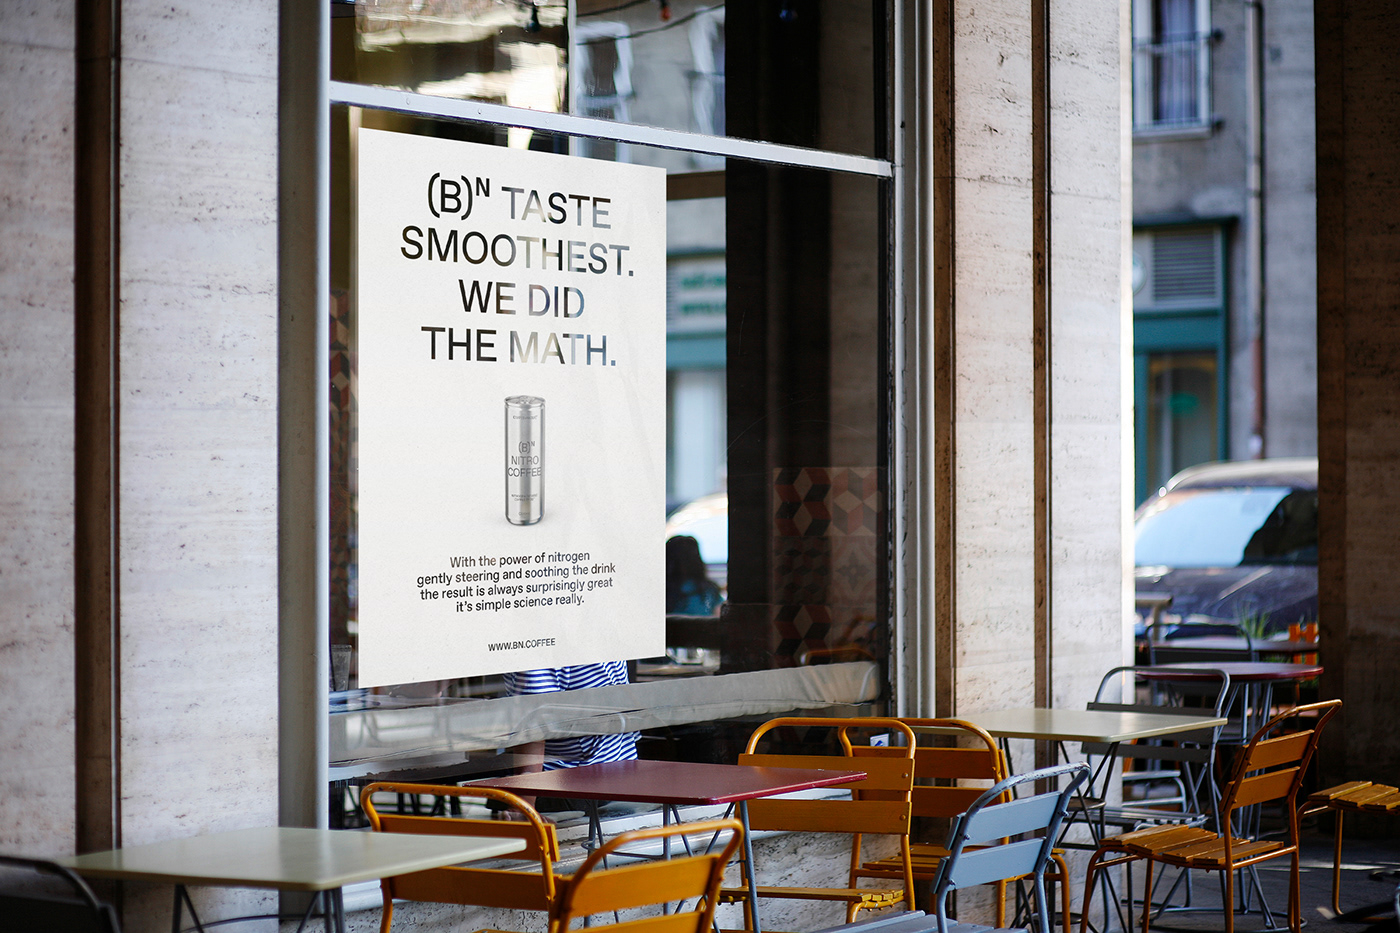 (B)ᴺ TASTE
SMOOTHEST.
WE DID
THE MATH.
(B)ᴺ
NITRO
COFFEE
With the power of nitrogen
gently steering and soothing the drink
the result is always surprisingly great
it's simple science really.
WWW.BN.COFFEE